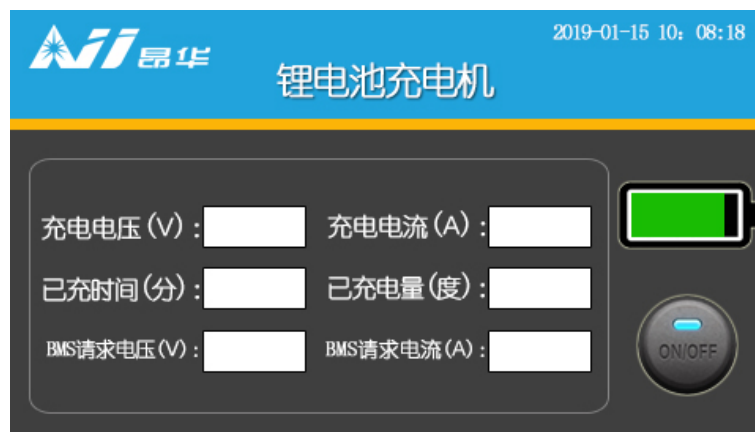 2019-01-15 10：08:18
AiI 昂华
锂电池充电机
充电电压(V)： 充电电流(A)：
已充时间(分)： 已充电量(度)：
BMS请求电压(V)： BMS请求电流(A)：
ON/OFF